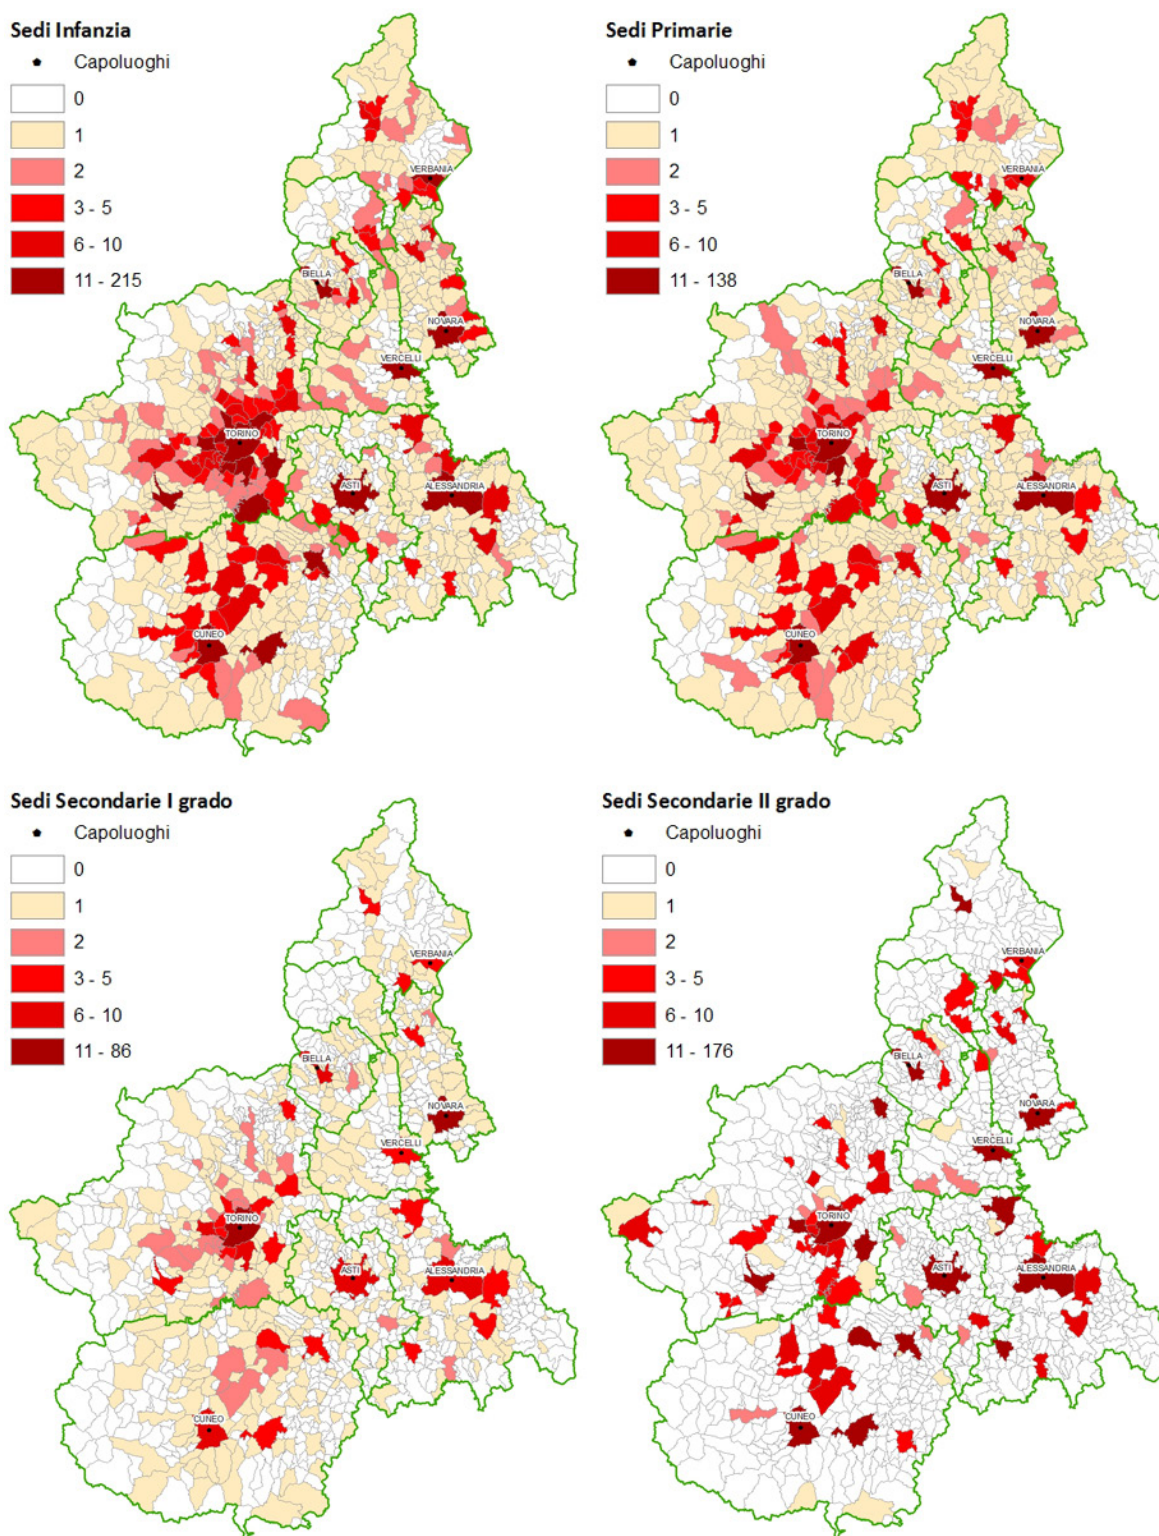 Sedi Infanzia
Capoluoghi
0
1
2
3 - 5
6 - 10
11 - 215
VERBANIA
BIELLA
NOVARA
VERCELLI
TORINO
ASTI
ALESSANDRIA
CUNEO
Sedi Primarie
Capoluoghi
0
1
2
3 - 5
6 - 10
11 - 138
VERBANIA
BIELLA
NOVARA
VERCELLI
TORINO
ASTI
ALESSANDRIA
CUNEO
Sedi Secondarie I grado
Capoluoghi
0
1
2
3 - 5
6 - 10
11 - 86
VERBANIA
BIELLA
NOVARA
VERCELLI
TORINO
ASTI
ALESSANDRIA
CUNEO
Sedi Secondarie II grado
Capoluoghi
0
1
2
3 - 5
6 - 10
11 - 176
VERBANIA
BIELLA
NOVARA
VERCELLI
TORINO
ASTI
ALESSANDRIA
CUNEO